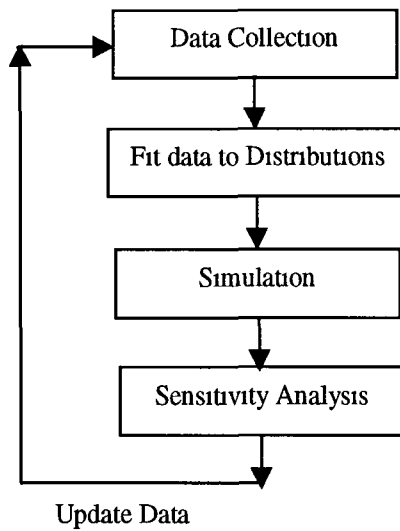 Data Collection
Fit data to Distributions
Simulation
Sensitivity Analysis
Update Data